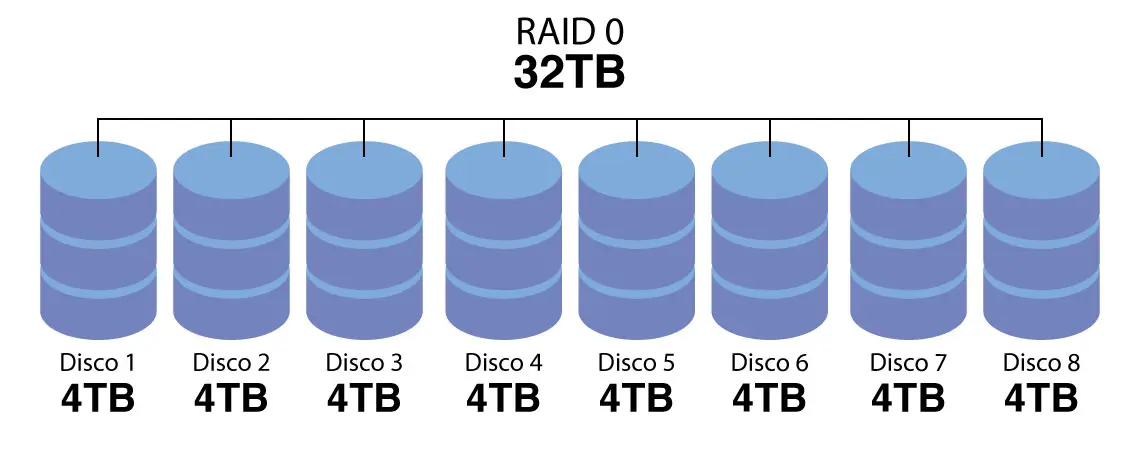 RAID 0
32TB
Disco 1 Disco 2 Disco 3 Disco 4 Disco 5 Disco 6 Disco 7 Disco 8
4TB 4TB 4TB 4TB 4TB 4TB 4TB 4TB